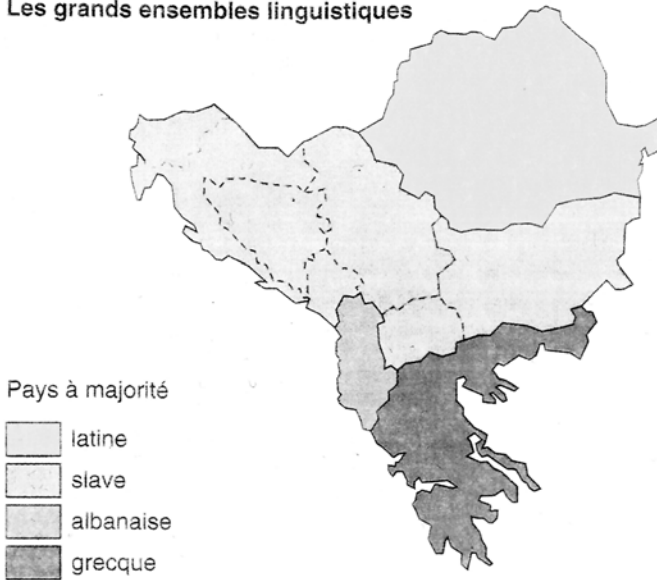 Les grands ensembles linguistiques
Pays à majorité
latine
slave
albanaise
grecque